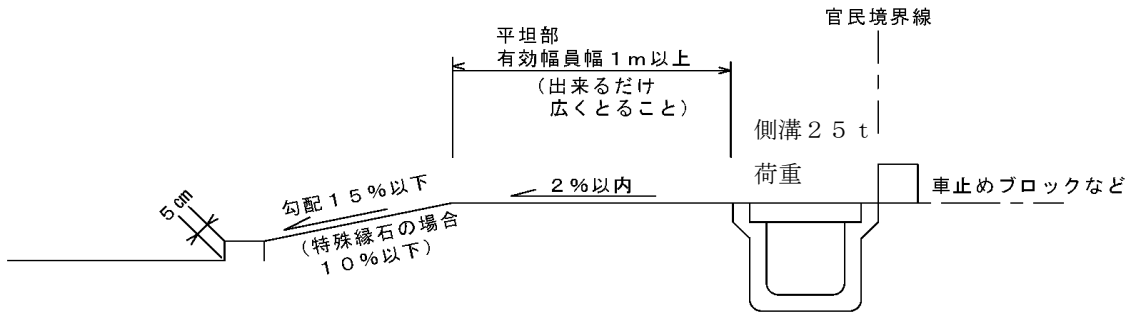 官民境界線
平坦部
有効幅員幅１ｍ以上
（出来るだけ
広くとること）
側溝２５ｔ
荷重
２％以内
車止めブロックなど
勾配１５％以下
（特殊縁石の場合
１０％以下）
５㎝